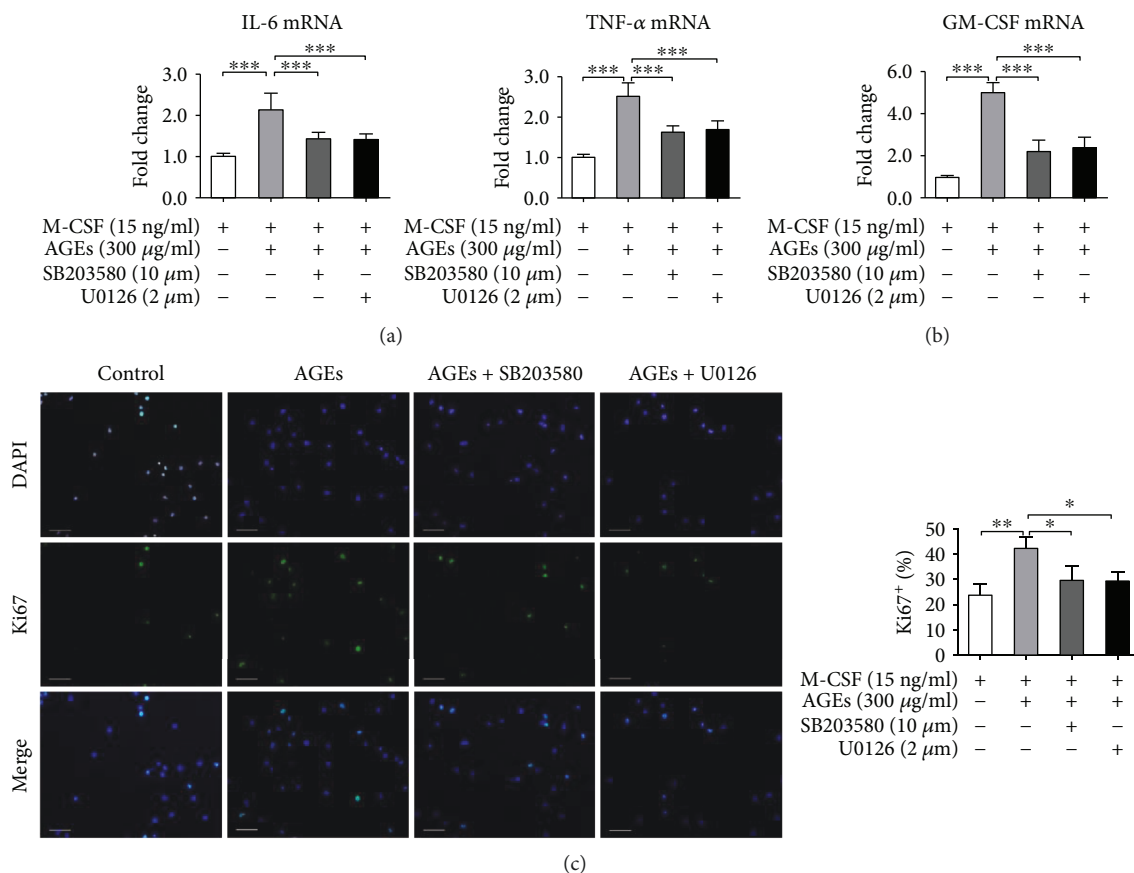 IL-6 mRNA
***
*** ***
Fold change
3.0
2.0
1.0
0.0
M-CSF (15 ng/ml) + + + +
AGEs (300 μg/ml) − + + +
SB203580 (10 μm) − − + −
U0126 (2 μm) − − − +
TNF-α mRNA
***
*** ***
Fold change
3.0
2.0
1.0
0.0
M-CSF (15 ng/ml) + + + +
AGEs (300 μg/ml) − + + +
SB203580 (10 μm) − − + −
U0126 (2 μm) − − − +
(a)
GM-CSF mRNA
***
*** ***
Fold change
6.0
4.0
2.0
0.0
M-CSF (15 ng/ml) + + + +
AGEs (300 μg/ml) − + + +
SB203580 (10 μm) − − + −
U0126 (2 μm) − − − +
(b)
Control AGEs AGEs + SB203580 AGEs + U0126
DAPI
Ki67
Merge
*
** *
Ki67+ (%)
50
40
30
20
10
0
M-CSF (15 ng/ml) + + + +
AGEs (300 μg/ml) − + + +
SB203580 (10 μm) − − + −
U0126 (2 μm) − − − +
(c)